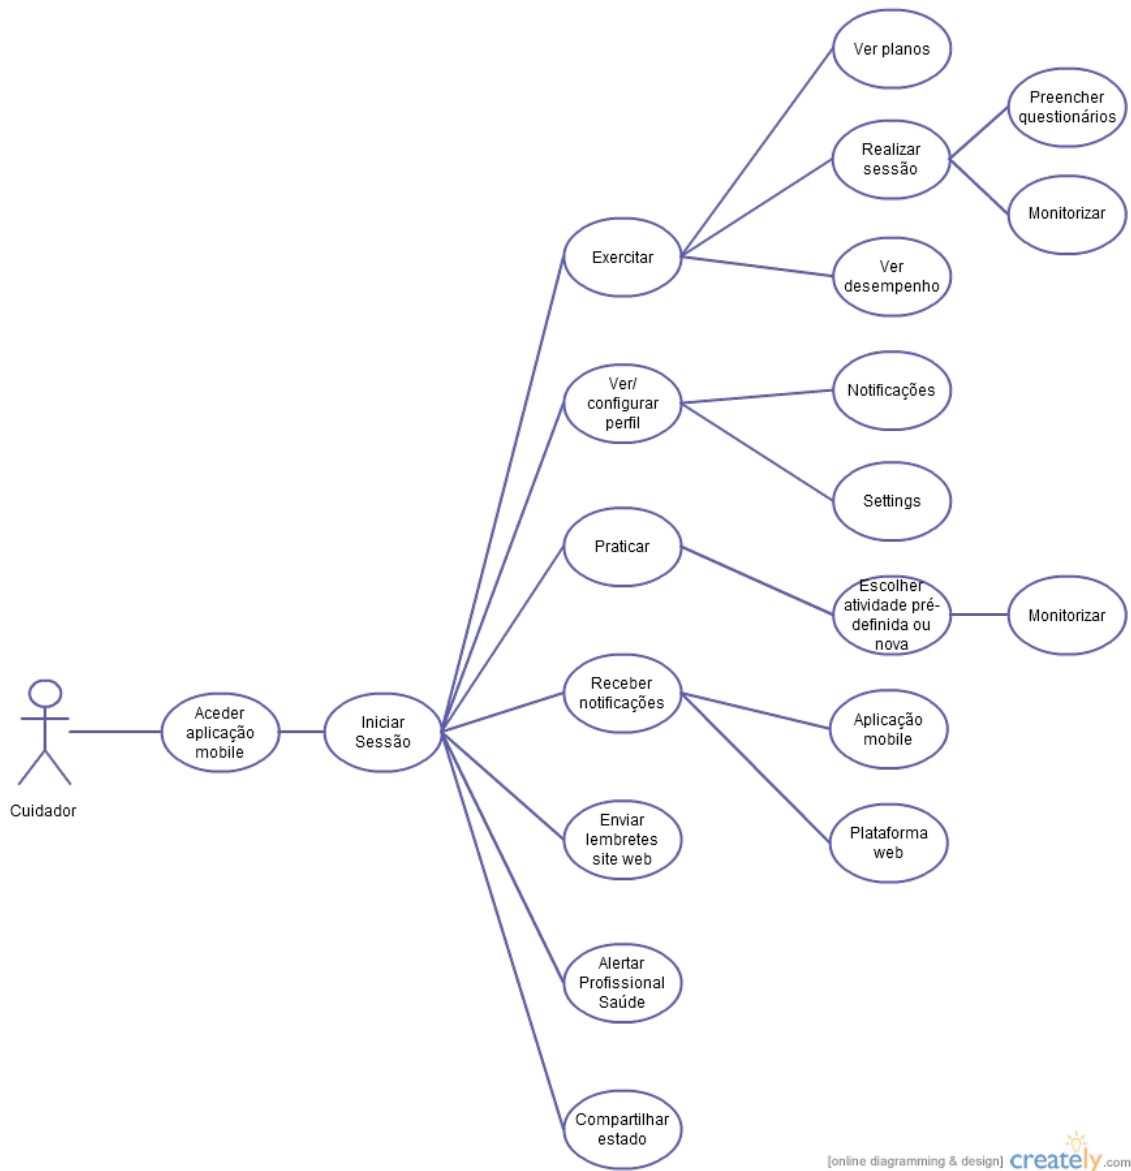 Ver planos
Preencher
questionários
Realizar
sessão
Monitorizar
Exercitar
Ver
desempenho
Ver/
configurar
perfil
Notificações
Settings
Praticar
Escolher
atividade pré-
definida ou
nova
Monitorizar
Receber
notificações
Aceder
aplicação
mobile
Iniciar
Sessão
Aplicação
mobile
Cuidador
Enviar
lembretes
site web
Plataforma
web
Alertar
Profissional
Saúde
Compartilhar
estado
[online diagramming & design] creately.com